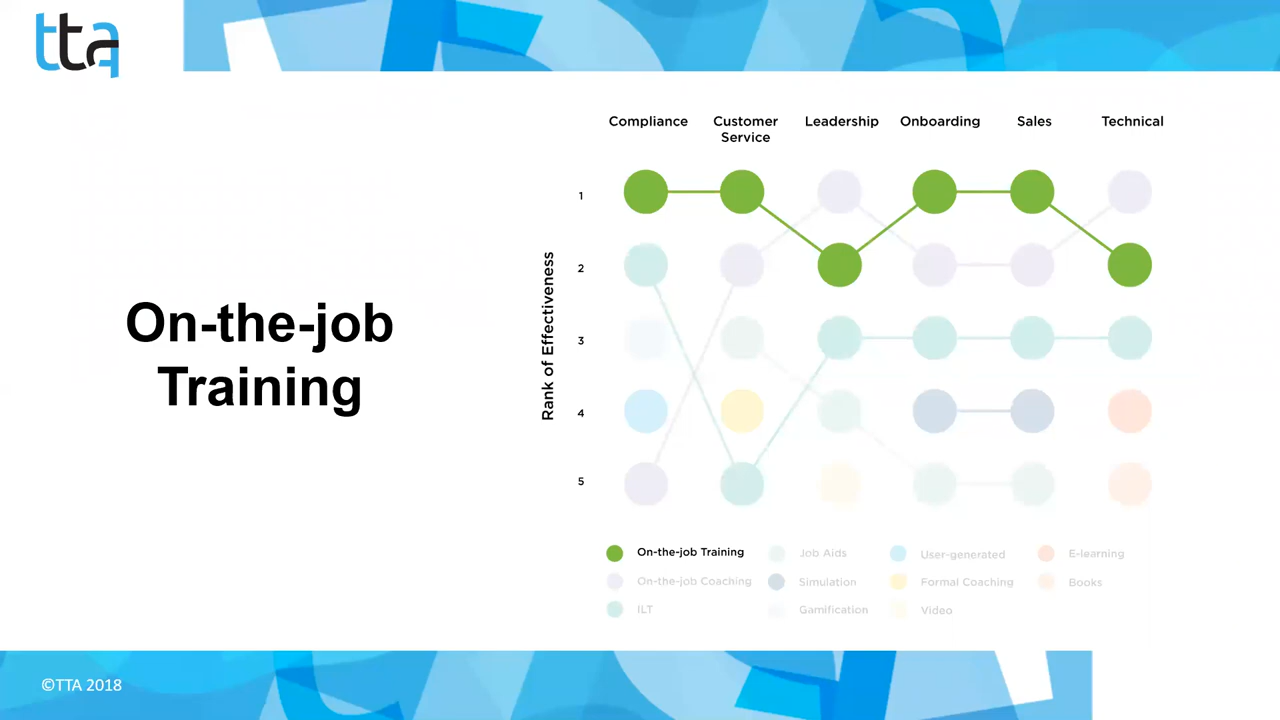 tta
On-the-job
Training
Compliance
Customer
Service
Leadership
Onboarding
Sales
Technical
Rank of Effectiveness
1
2
3
4
5
On-the-job Training
Job Aids
User-generated
E-learning
On-the-job Coaching
Simulation
Formal Coaching
Books
ILT
Gamification
Video
©TTA 2018